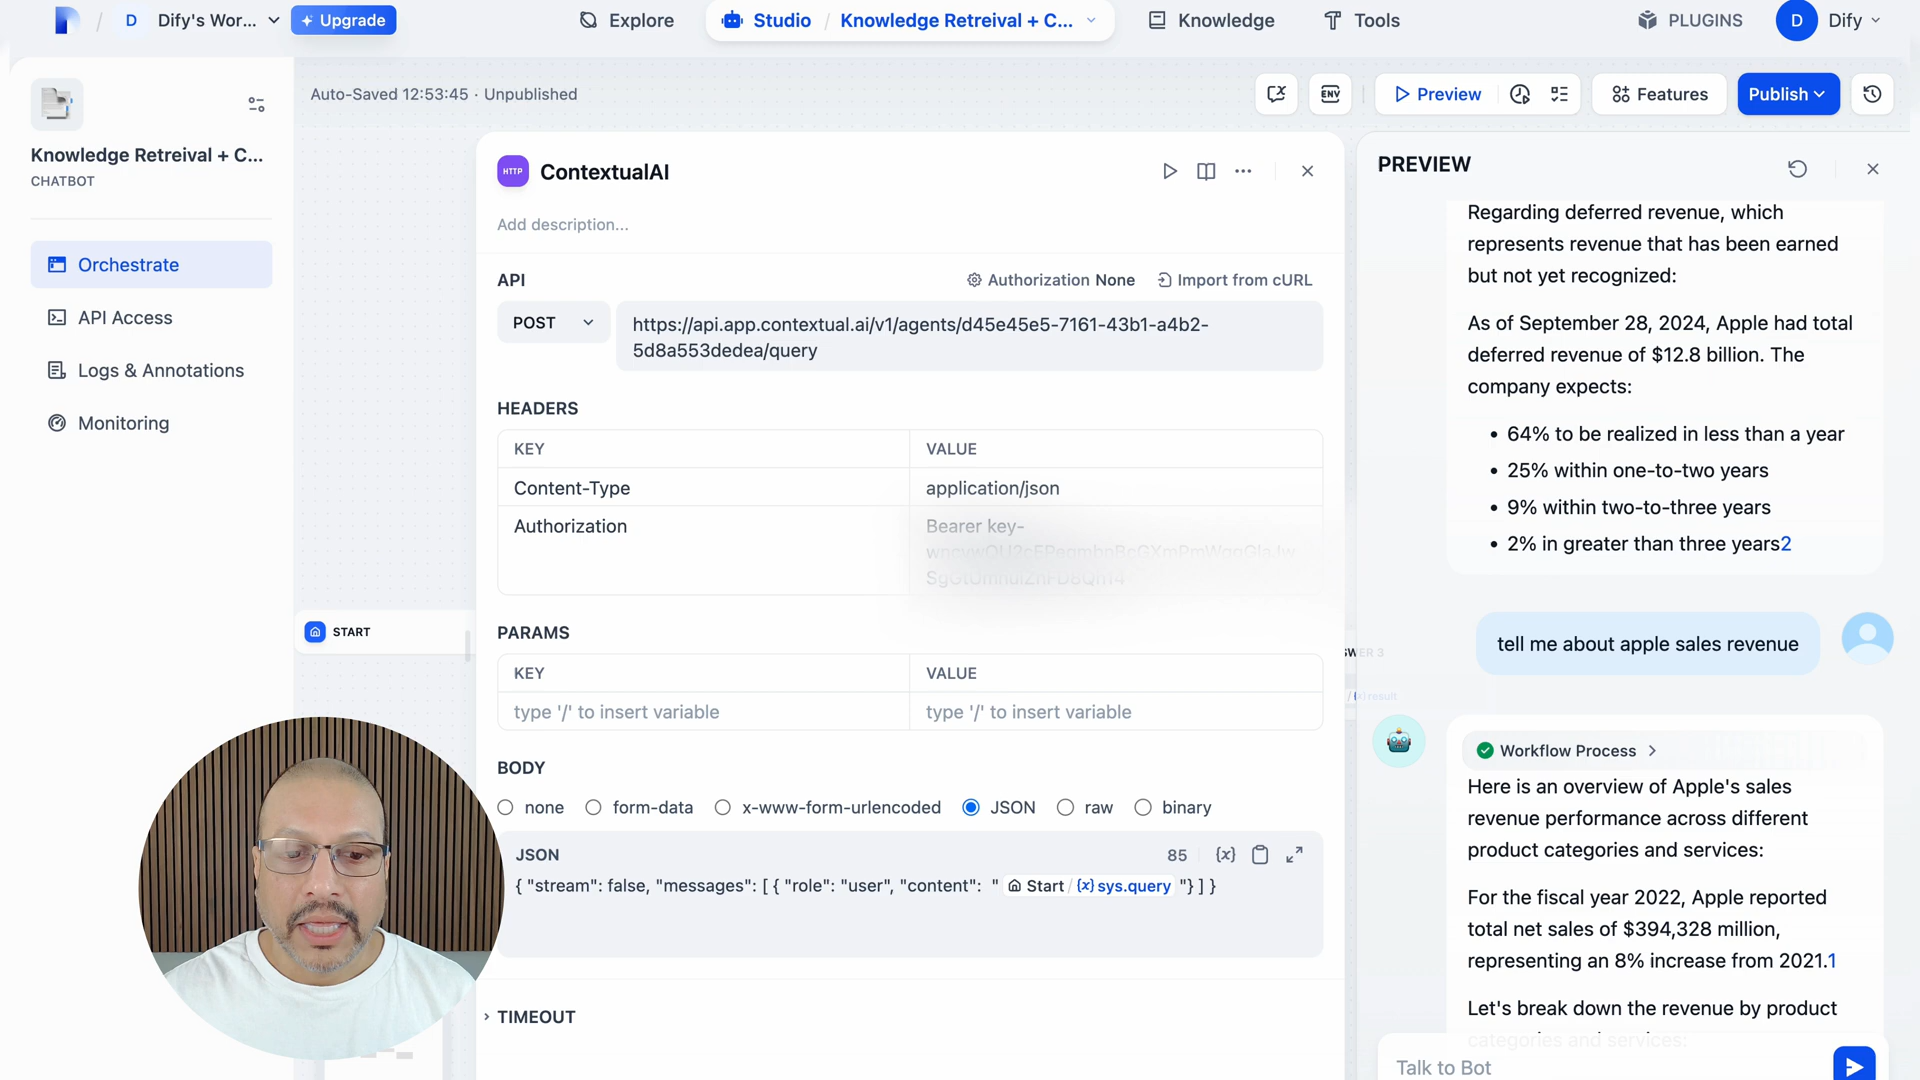 D Dify's Wor... Upgrade
Explore
Studio / Knowledge Retreival + C...
Knowledge
Tools
PLUGINS
D Dify
Knowledge Retreival + C...
CHATBOT
Orchestrate
API Access
Logs & Annotations
Monitoring
Auto-Saved 12:53:45 · Unpublished
ENV
Preview
Features
Publish
START
HTTP ContextualAI
Add description...
API
Authorization None
Import from cURL
POST
https://api.app.contextual.ai/v1/agents/d45e45e5-7161-43b1-a4b2-
5d8a553dedea/query
HEADERS
KEY VALUE
Content-Type application/json
Authorization Bearer key-
PARAMS
KEY VALUE
type '/' to insert variable type '/' to insert variable
BODY
none form-data x-www-form-urlencoded JSON raw binary
JSON 85 {x}
{ "stream": false, "messages": [ { "role": "user", "content": " Start / {x} sys.query "} ] }
TIMEOUT
PREVIEW
Regarding deferred revenue, which
represents revenue that has been earned
but not yet recognized:
As of September 28, 2024, Apple had total
deferred revenue of $12.8 billion. The
company expects:
• 64% to be realized in less than a year
• 25% within one-to-two years
• 9% within two-to-three years
• 2% in greater than three years2
tell me about apple sales revenue
Workflow Process
Here is an overview of Apple's sales
revenue performance across different
product categories and services:
For the fiscal year 2022, Apple reported
total net sales of $394,328 million,
representing an 8% increase from 2021.1
Let's break down the revenue by product
categories and services:
Talk to Bot